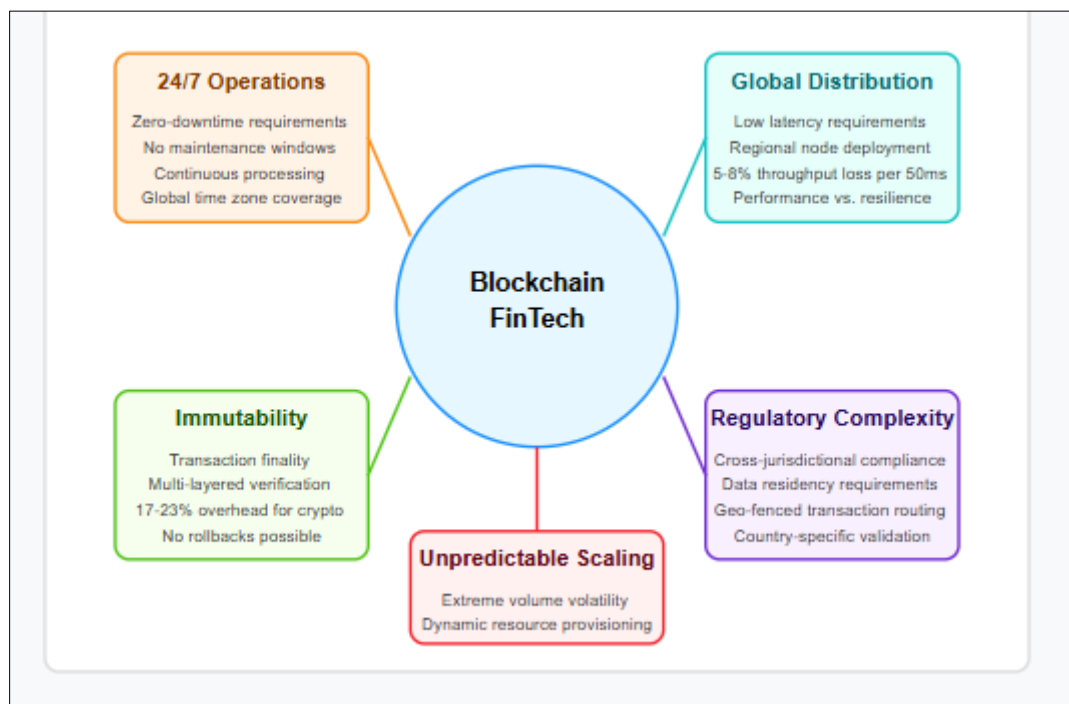 24/7 Operations
Zero-downtime requirements
No maintenance windows
Continuous processing
Global time zone coverage
Global Distribution
Low latency requirements
Regional node deployment
5-8% throughput loss per 50ms
Performance vs. resilience
Blockchain
FinTech
Immutability
Transaction finality
Multi-layered verification
17-23% overhead for crypto
No rollbacks possible
Regulatory Complexity
Cross-jurisdictional compliance
Data residency requirements
Geo-fenced transaction routing
Country-specific validation
Unpredictable Scaling
Extreme volume volatility
Dynamic resource provisioning